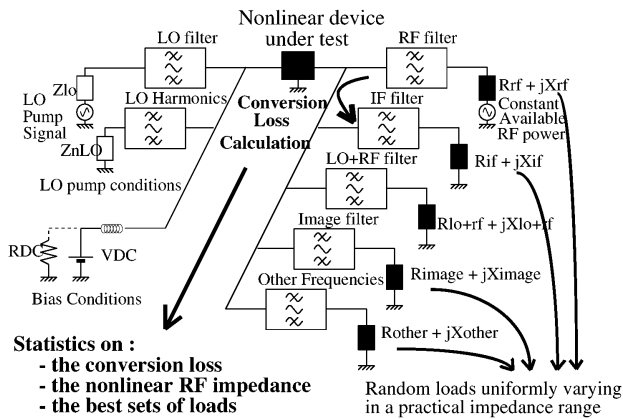 Nonlinear device
under test
LO filter
RF filter
Zlo
LO
Pump
Signal
LO Harmonics
ZnLO
LO pump conditions
Conversion
Loss
Calculation
IF filter
Rrf + jXrf
Constant
Available
RF power
LO+RF filter
Rif + jXif
Rlo+rf + jXlo+rf
Image filter
RDC
VDC
Bias Conditions
Other Frequencies
Rimage + jXimage
Rother + jXother
Statistics on :
- the conversion loss
- the nonlinear RF impedance
- the best sets of loads
Random loads uniformly varying
in a practical impedance range